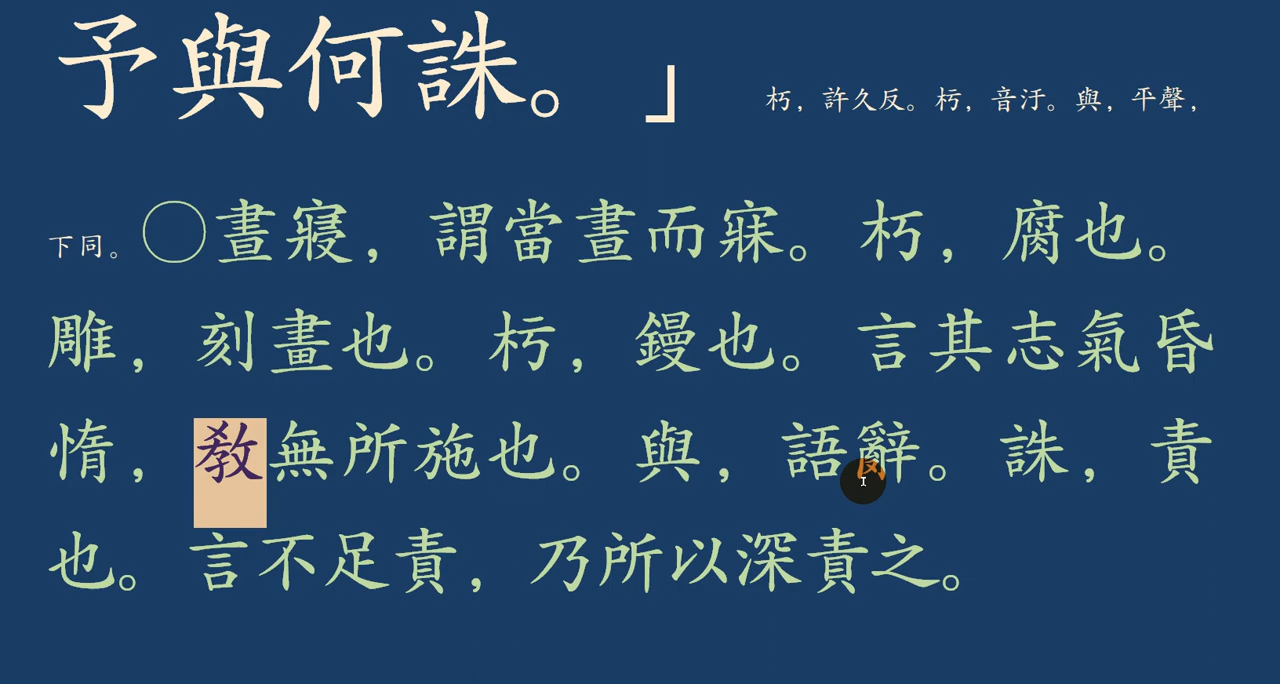 予與何誅。」 朽，許久反。杇，音汙。與，平聲，
下同。○晝寢，謂當晝而寐。朽，腐也。
雕，刻畫也。杇，鏝也。言其志氣昏
惰，敎無所施也。與，語辭。誅，責
也。言不足責，乃所以深責之。